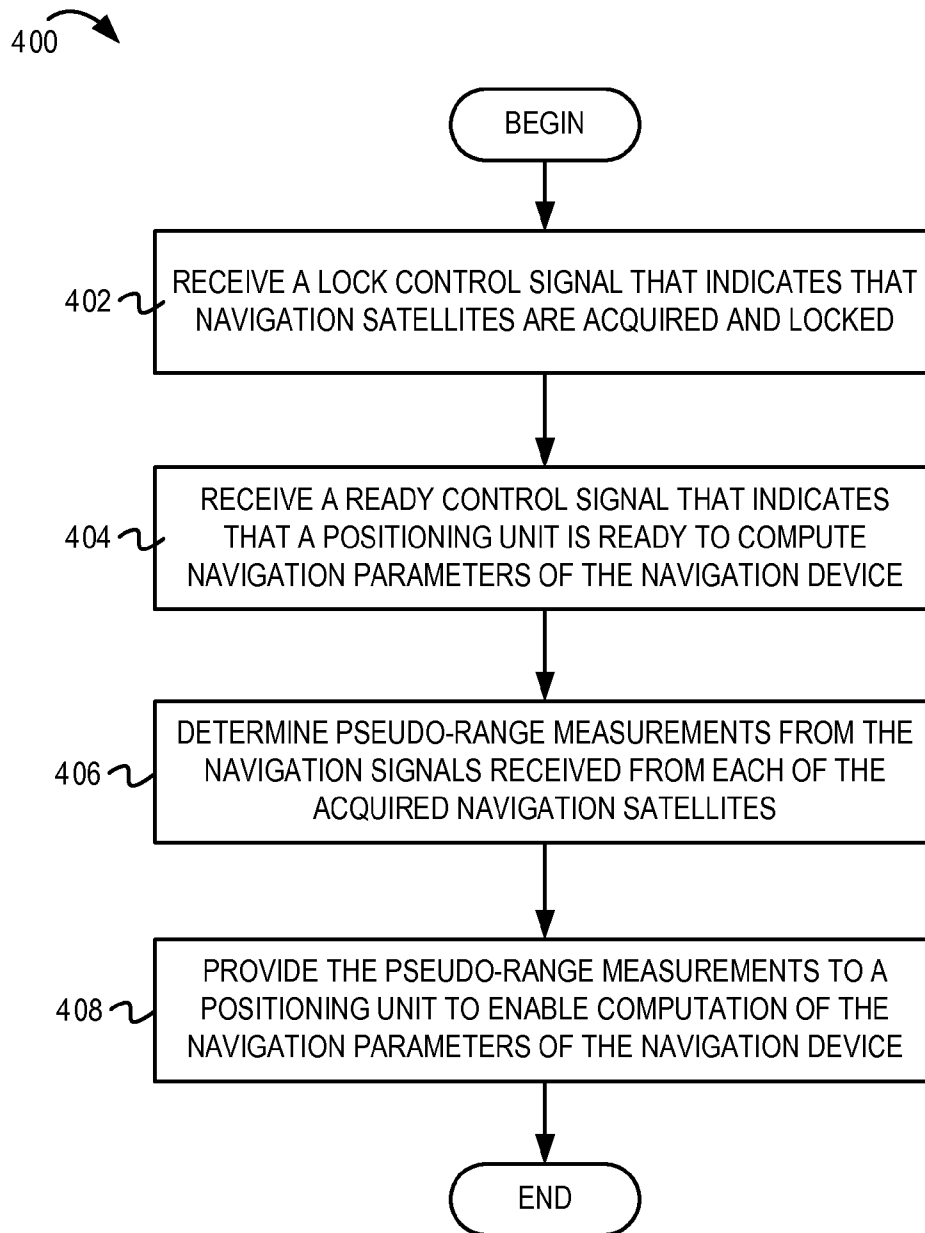 400
BEGIN
402
RECEIVE A LOCK CONTROL SIGNAL THAT INDICATES THAT
NAVIGATION SATELLITES ARE ACQUIRED AND LOCKED
404
RECEIVE A READY CONTROL SIGNAL THAT INDICATES
THAT A POSITIONING UNIT IS READY TO COMPUTE
NAVIGATION PARAMETERS OF THE NAVIGATION DEVICE
406
DETERMINE PSEUDO-RANGE MEASUREMENTS FROM THE
NAVIGATION SIGNALS RECEIVED FROM EACH OF THE
ACQUIRED NAVIGATION SATELLITES
408
PROVIDE THE PSEUDO-RANGE MEASUREMENTS TO A
POSITIONING UNIT TO ENABLE COMPUTATION OF THE
NAVIGATION PARAMETERS OF THE NAVIGATION DEVICE
END